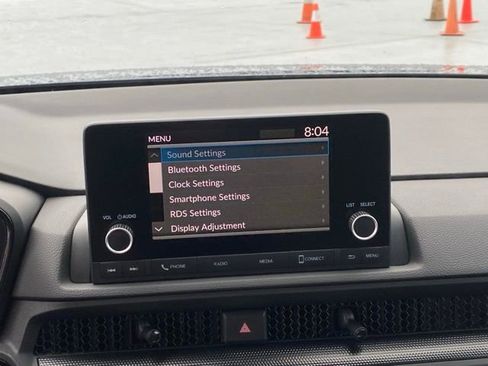 MENU 8:04
Sound Settings
Bluetooth Settings
Clock Settings
Smartphone Settings
RDS Settings
Display Adjustment
VOL AUDIO
LIST SELECT
PHONE RADIO MEDIA CONNECT MENU